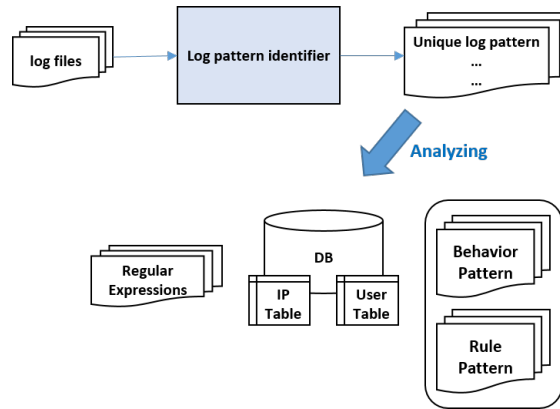 log files
Log pattern identifier
Unique log pattern
...
...
Analyzing
Regular
Expressions
DB
IP
Table
User
Table
Behavior
Pattern
Rule
Pattern